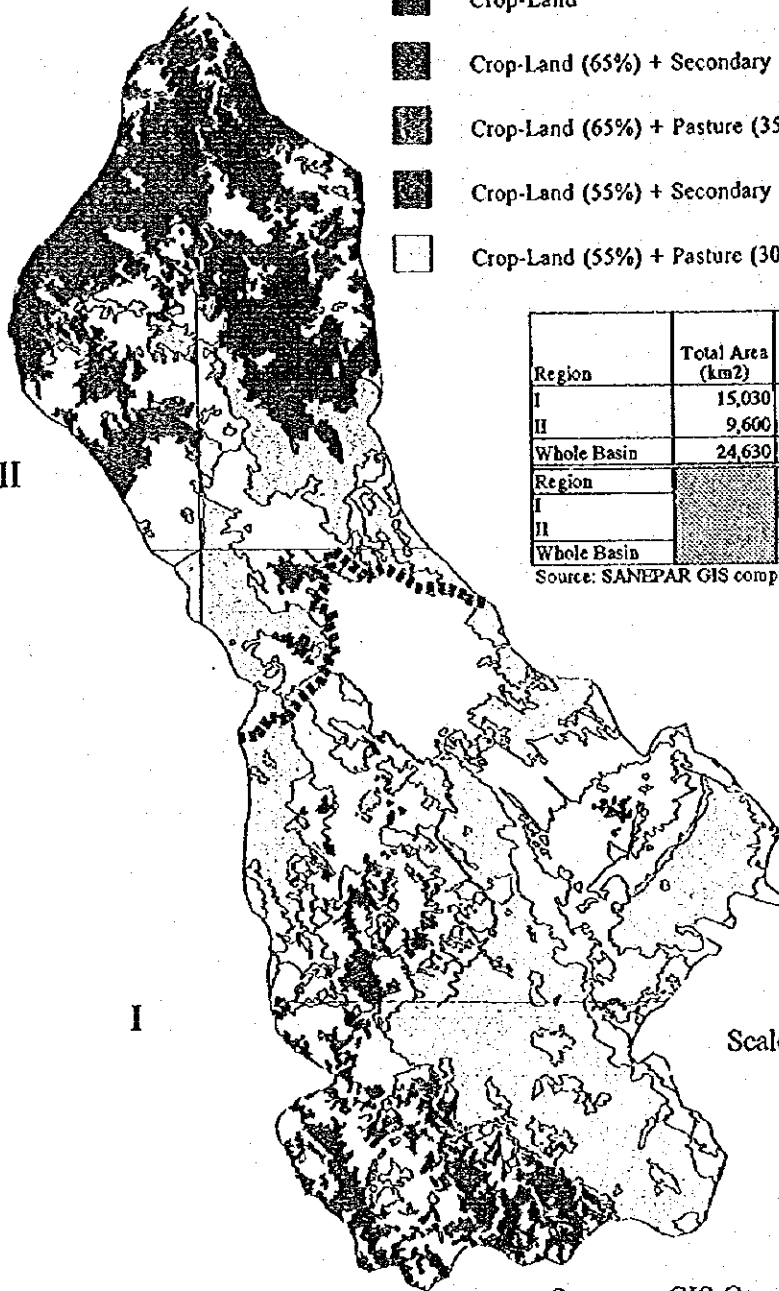 Crop-Land
Crop-Land (65%) + Secondary
Crop-Land (65%) + Pasture (35
Crop-Land (55%) + Secondary
Crop-Land (55%) + Pasture (30
Region Total Area (km2)
I 15,030
II 9,600
Whole Basin 24,630
Region
I
II
Whole Basin
Source: SANEPAR GIS comp
II
I
Scal